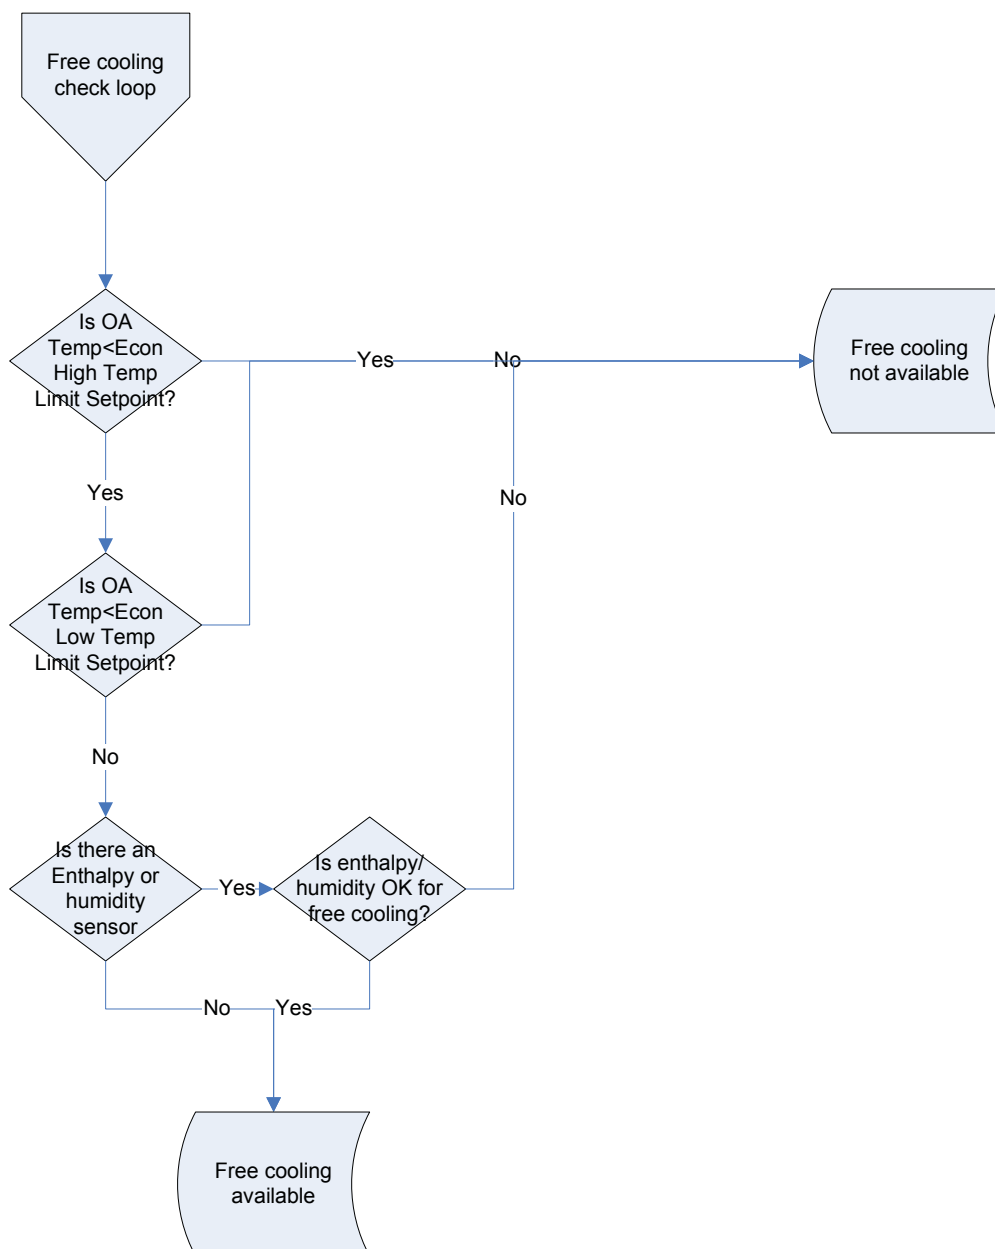 Free cooling
check loop
Is OA
Temp<Econ
High Temp
Limit Setpoint?
Yes
No
Free cooling
not available
Yes
No
Is OA
Temp<Econ
Low Temp
Limit Setpoint?
No
Is there an
Enthalpy or
humidity
sensor
Yes
Is enthalpy/
humidity OK for
free cooling?
No
Yes
Free cooling
available